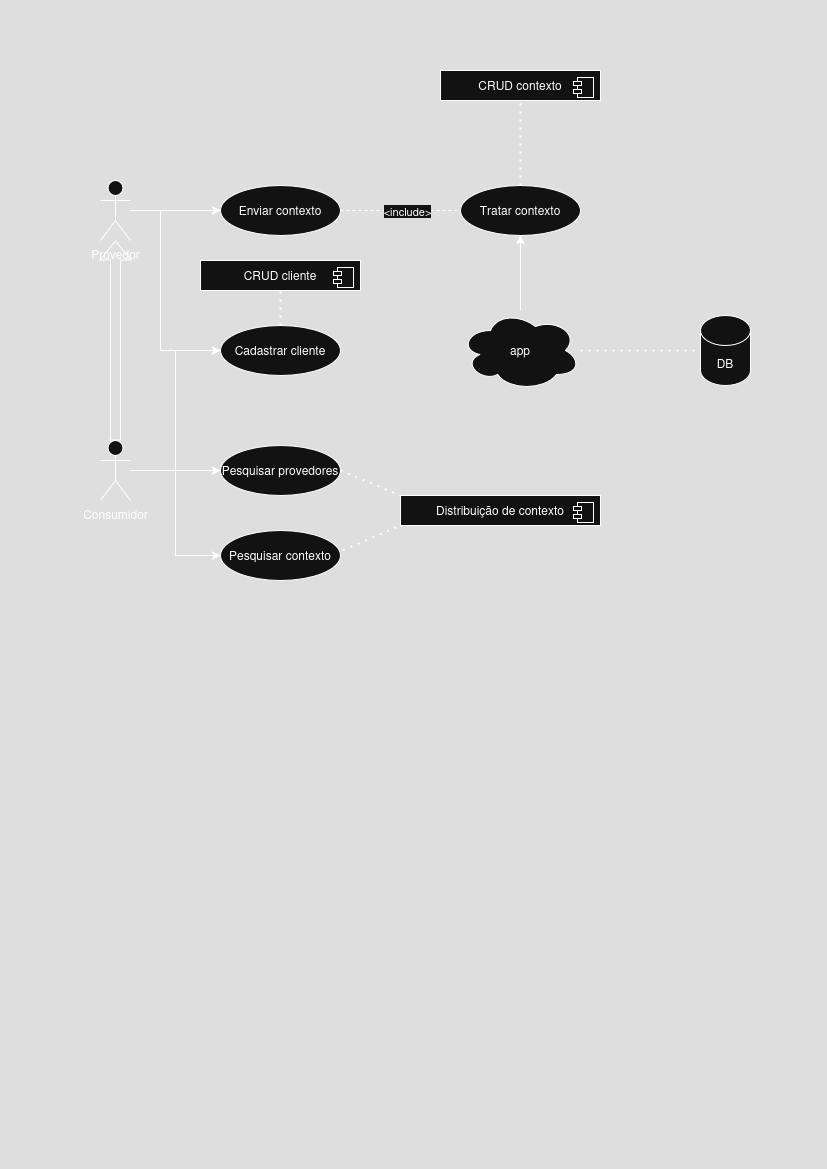 CRUD contexto
Enviar contexto
<include>
Tratar contexto
Provedor
CRUD cliente
Cadastrar cliente
app
DB
Pesquisar provedores
Consumidor
Distribuição de contexto
Pesquisar contexto